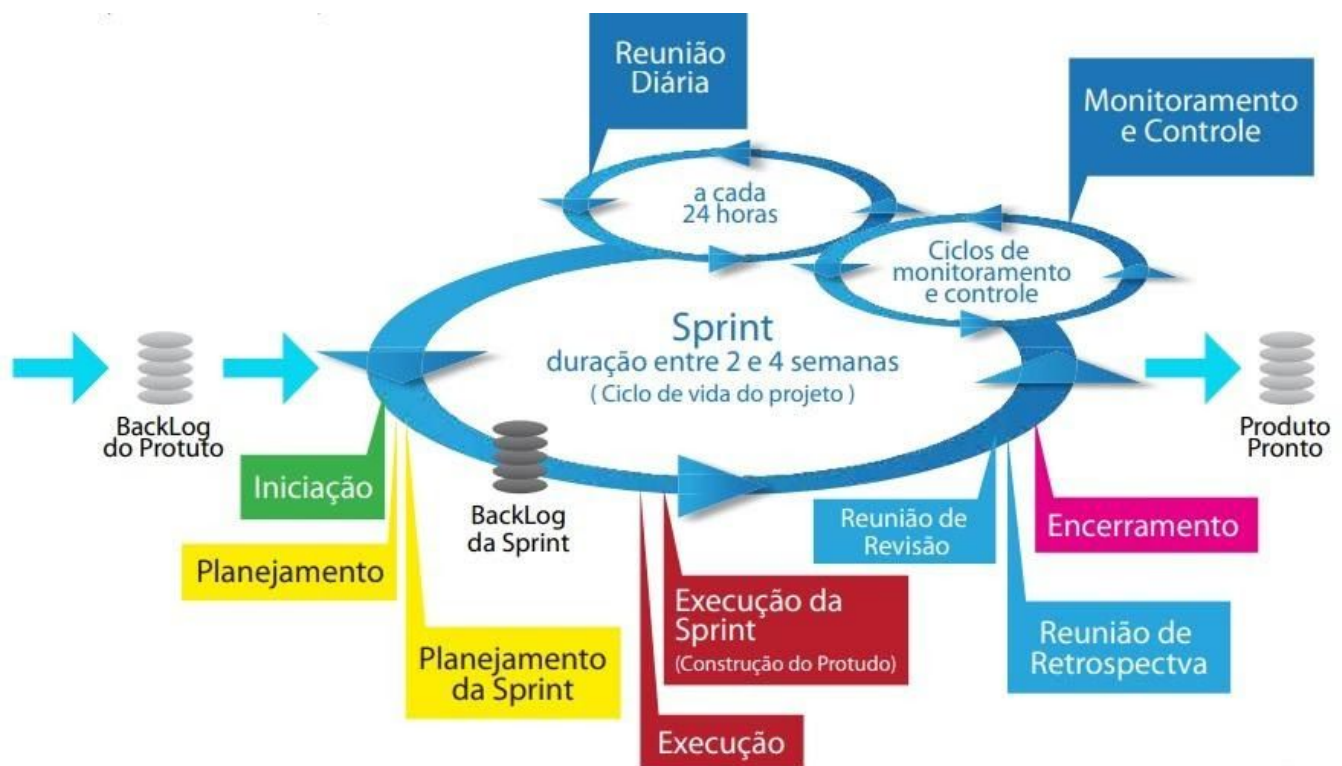 Reunião
Diária
Monitoramento
e Controle
a cada
24 horas
Ciclos de
monitoramento
e controle
Sprint
duração entre 2 e 4 semanas
( Ciclo de vida do projeto )
BackLog
do Protuto
Produto
Pronto
Iniciação
BackLog
da Sprint
Reunião de
Revisão
Encerramento
Planejamento
Execução da
Sprint
(Construção do Protudo)
Planejamento
da Sprint
Reunião de
Retrospectva
Execução